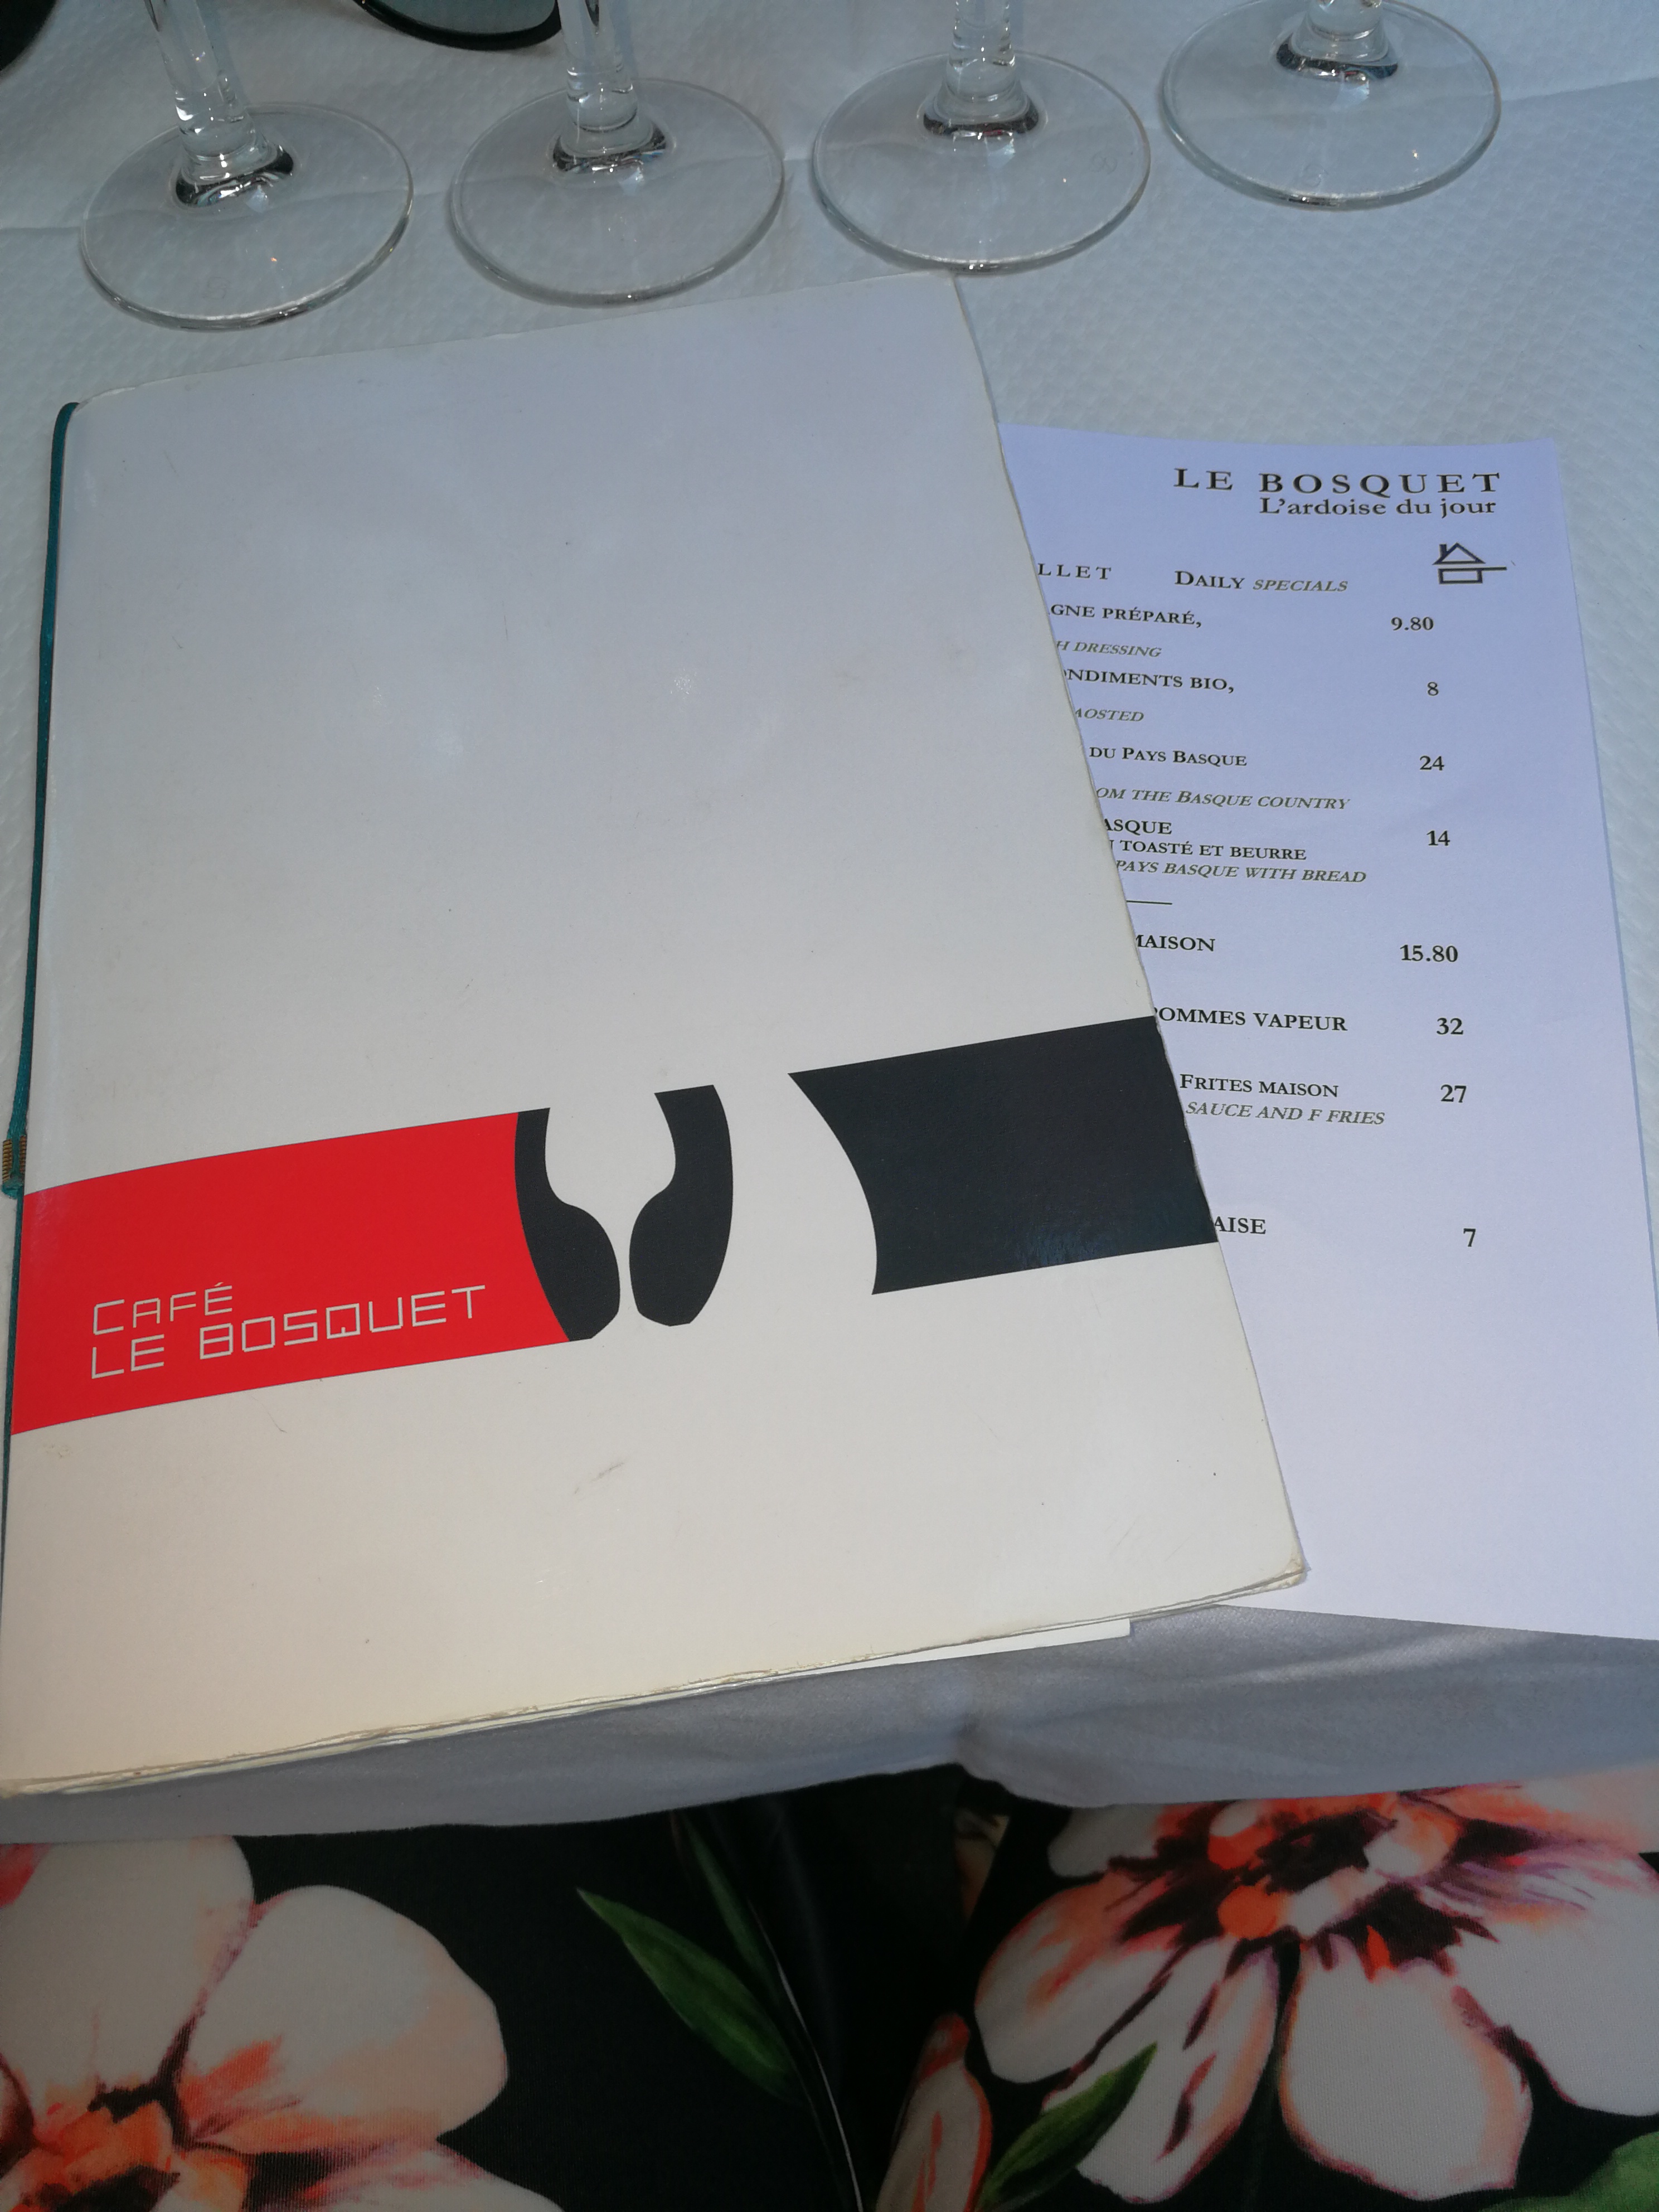 LE BOSQUET
L'ardoise du jour
LLET DAILY SPECIALS
GNE PRÉPARÉ, 9.80
H DRESSING
ONDIMENTS BIO, 8
AOSTED
DU PAYS BASQUE 24
OM THE BASQUE COUNTRY
ASQUE 14
TOASTÉ ET BEURRE
PAYS BASQUE WITH BREAD
MAISON 15.80
POMMES VAPEUR 32
FRITES MAISON 27
SAUCE AND F FRIES
AISE 7
CAFÉ
LE BOSQUET